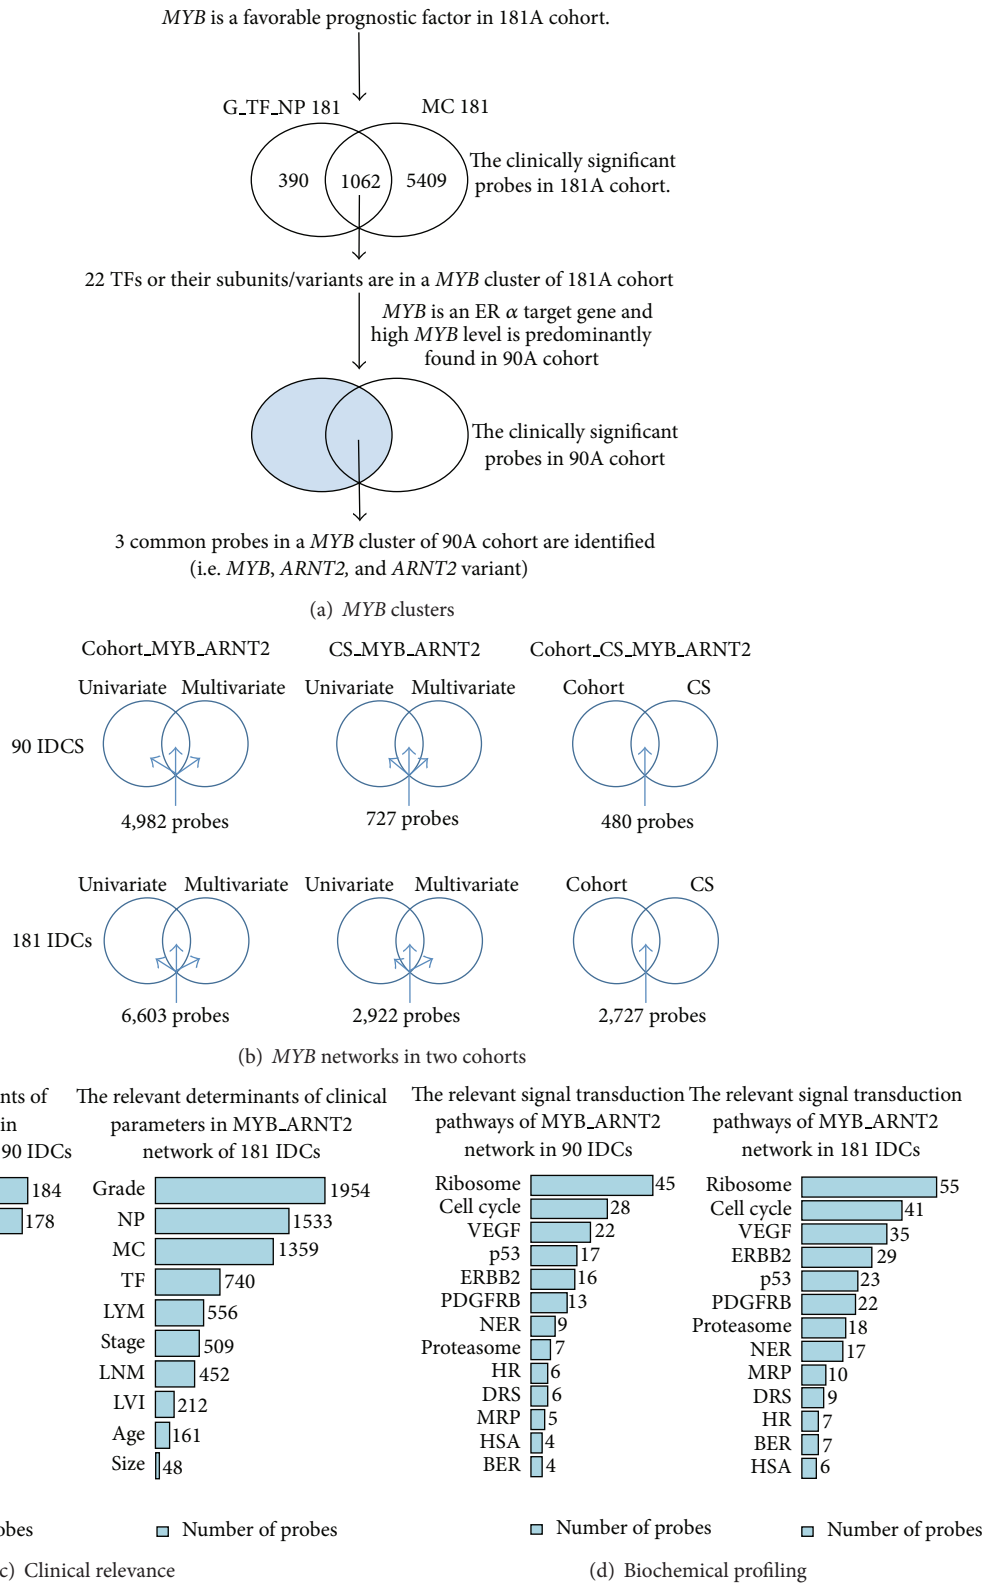 MYB is a favorable prognostic factor in 181A cohort.
G_TF_NP 181
MC 181
390
1062
5409
The clinically significant
probes in 181A cohort.
22 TFs or their subunits/variants are in a MYB cluster of 181A cohort
MYB is an ER α target gene and
high MYB level is predominantly
found in 90A cohort
The clinically significant
probes in 90A cohort
3 common probes in a MYB cluster of 90A cohort are identified
(i.e. MYB, ARNT2, and ARNT2 variant)
(a) MYB clusters
Cohort_MYB_ARNT2
CS_MYB_ARNT2
Cohort_CS_MYB_ARNT2
Univariate
Multivariate
Univariate
Multivariate
Cohort
CS
90 IDCS
4,982 probes
727 probes
480 probes
Univariate
Multivariate
Univariate
Multivariate
Cohort
CS
181 IDCs
6,603 probes
2,922 probes
2,727 probes
(b) MYB networks in two cohorts
nts of
in
90 IDCs
184
178
obes
The relevant determinants of clinical
parameters in MYB_ARNT2
network of 181 IDCs
Grade 1954
NP 1533
MC 1359
TF 740
LYM 556
Stage 509
LNM 452
LVI 212
Age 161
Size 48
Number of probes
c) Clinical relevance
The relevant signal transduction
pathways of MYB_ARNT2
network in 90 IDCs
Ribosome 45
Cell cycle 28
VEGF 22
p53 17
ERBB2 16
PDGFRB 13
NER 9
Proteasome 7
HR 6
DRS 6
MRP 5
HSA 4
BER 4
Number of probes
The relevant signal transduction
pathways of MYB_ARNT2
network in 181 IDCs
Ribosome 55
Cell cycle 41
VEGF 35
ERBB2 29
p53 23
PDGFRB 22
Proteasome 18
NER 17
MRP 10
DRS 9
HR 7
BER 7
HSA 6
Number of probes
(d) Biochemical profiling